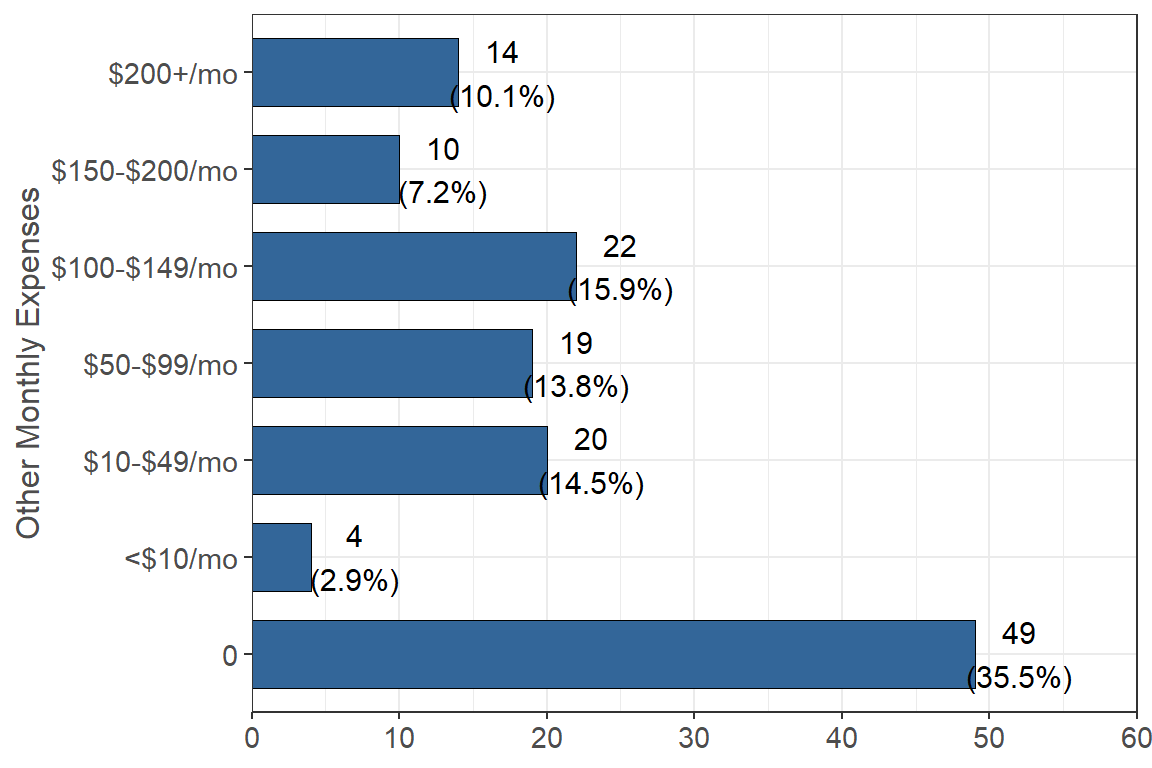 Other Monthly Expenses
$200+/mo
14
(10.1%)
$150-$200/mo
10
(7.2%)
$100-$149/mo
22
(15.9%)
$50-$99/mo
19
(13.8%)
$10-$49/mo
20
(14.5%)
<$10/mo
4
(2.9%)
0
49
(35.5%)
0 10 20 30 40 50 60